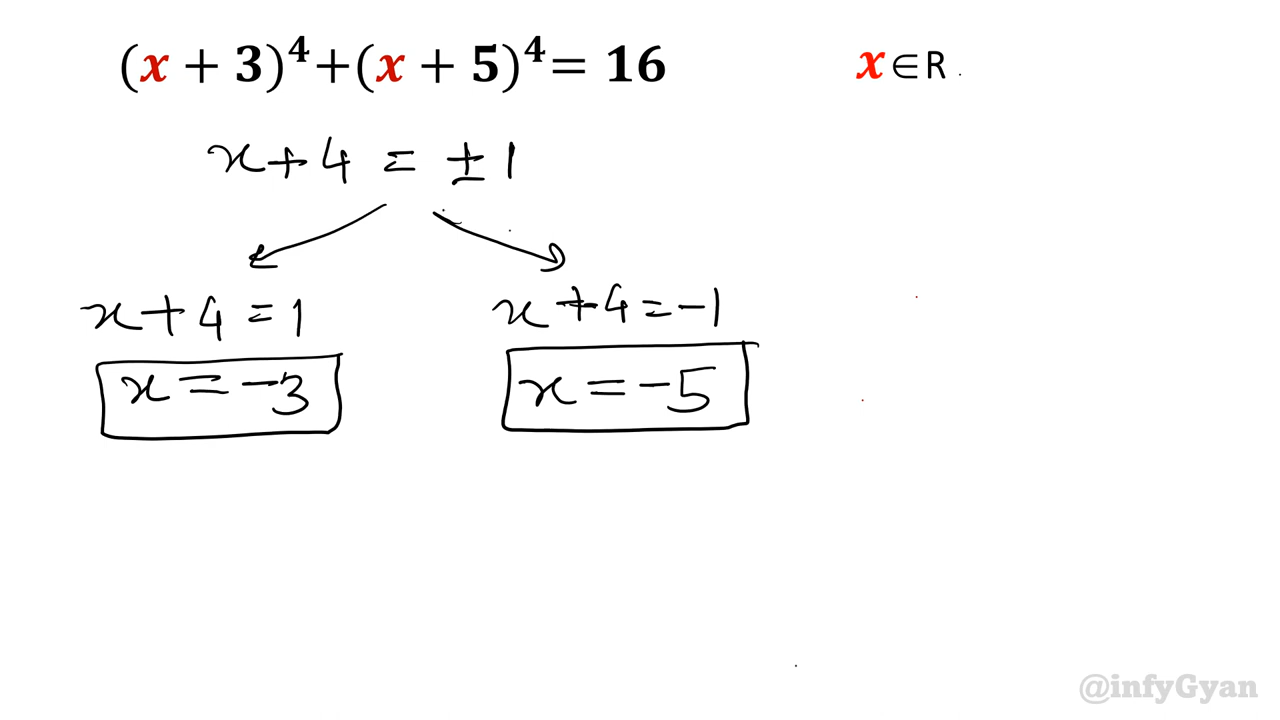 (x + 3)⁴+(x + 5)⁴= 16 x ∈ R
x + 4 = ± 1
x + 4 = 1 x + 4 = -1
x = -3 x = -5
@infyGyan